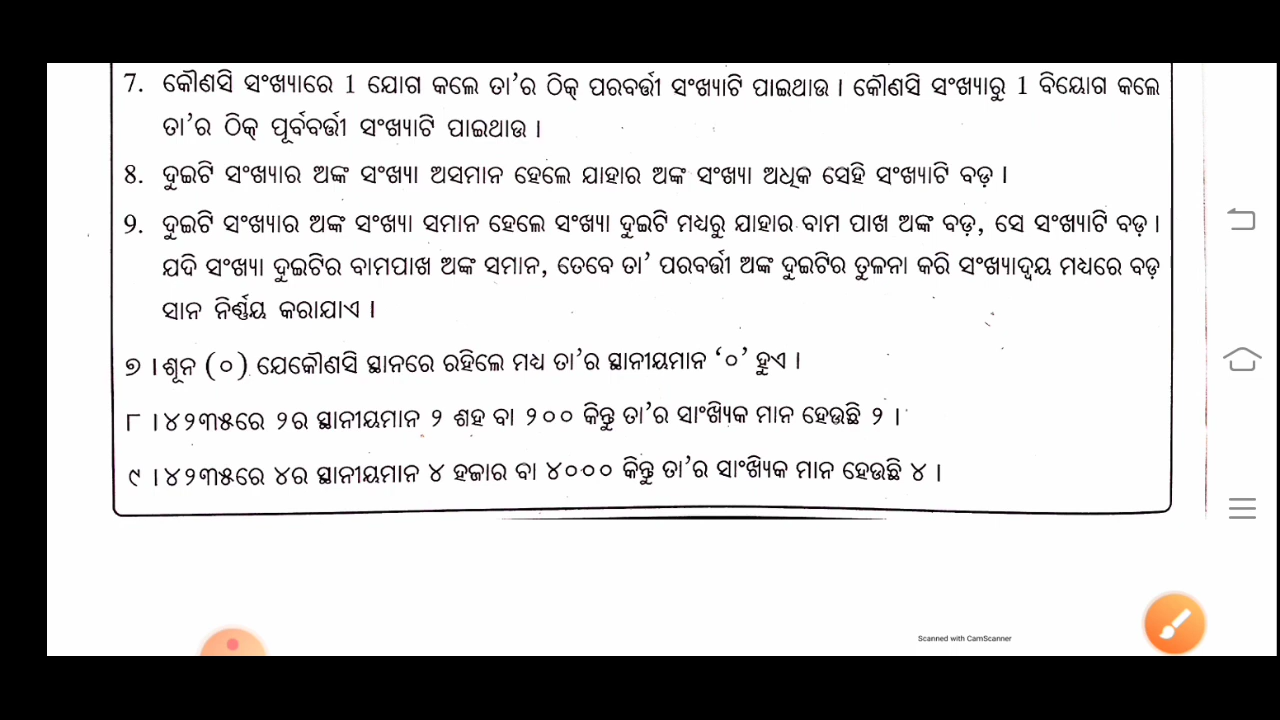 7. କୌଣସି ସଂଖ୍ୟାରେ 1 ଯୋଗ କଲେ ତା’ର ଠିକ୍ ପରବର୍ତ୍ତୀ ସଂଖ୍ୟାଟି ପାଇଥାଉ । କୌଣସି ସଂଖ୍ୟାରୁ 1 ବିୟୋଗ କଲେ
ତା’ର ଠିକ୍ ପୂର୍ବବର୍ତ୍ତୀ ସଂଖ୍ୟାଟି ପାଇଥାଉ ।
8. ଦୁଇଟି ସଂଖ୍ୟାର ଅଙ୍କ ସଂଖ୍ୟା ଅସମାନ ହେଲେ ଯାହାର ଅଙ୍କ ସଂଖ୍ୟା ଅଧିକ ସେହି ସଂଖ୍ୟାଟି ବଡ଼ ।
9. ଦୁଇଟି ସଂଖ୍ୟାର ଅଙ୍କ ସଂଖ୍ୟା ସମାନ ହେଲେ ସଂଖ୍ୟା ଦୁଇଟି ମଧ୍ୟରୁ ଯାହାର ବାମ ପାଖ ଅଙ୍କ ବଡ଼, ସେ ସଂଖ୍ୟାଟି ବଡ଼ ।
ଯଦି ସଂଖ୍ୟା ଦୁଇଟିର ବାମପାଖ ଅଙ୍କ ସମାନ, ତେବେ ତା’ ପରବର୍ତ୍ତୀ ଅଙ୍କ ଦୁଇଟିର ତୁଳନା କରି ସଂଖ୍ୟାଦ୍ୱୟ ମଧ୍ୟରେ ବଡ଼
ସାନ ନିର୍ଣ୍ଣୟ କରାଯାଏ ।
୭ । ଶୂନ (୦) ଯେକୌଣସି ସ୍ଥାନରେ ରହିଲେ ମଧ୍ୟ ତା’ର ସ୍ଥାନୀୟମାନ ‘୦’ ହୁଏ ।
୮ । ୪୨୩୫ରେ ୨ର ସ୍ଥାନୀୟମାନ ୨ ଶହ ବା ୨୦୦ କିନ୍ତୁ ତା’ର ସାଂଖ୍ୟିକ ମାନ ହେଉଛି ୨ ।
୯ । ୪୨୩୫ରେ ୪ର ସ୍ଥାନୀୟମାନ ୪ ହଜାର ବା ୪୦୦୦ କିନ୍ତୁ ତା’ର ସାଂଖ୍ୟିକ ମାନ ହେଉଛି ୪ ।
Scanned with CamScanner